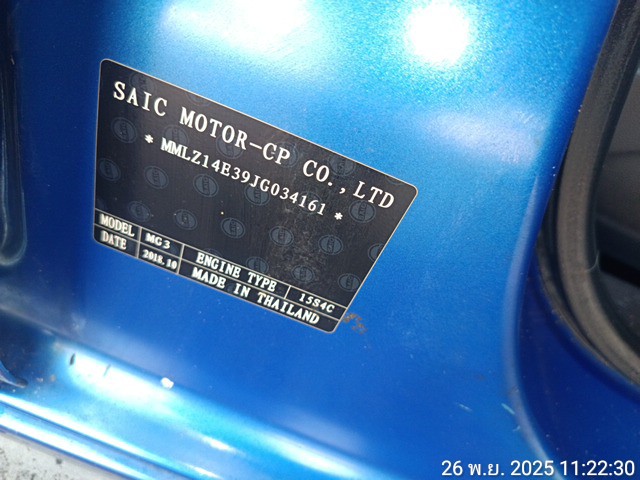 SAIC MOTOR-CP CO.,LTD
* MMLZ14E39JG034161 *
MODEL MG3 ENGINE TYPE 15S4C
DATE 2018.10 MADE IN THAILAND
26 พ.ย. 2025 11:22:30